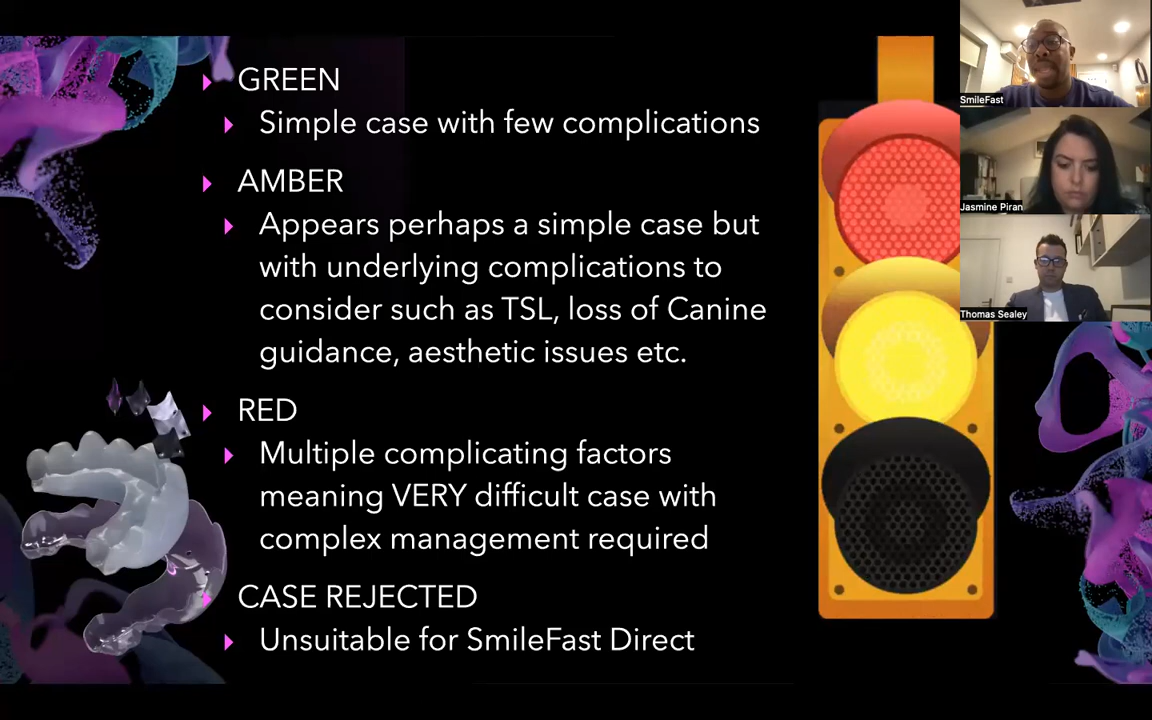 GREEN
Simple case with few complications
AMBER
Appears perhaps a simple case but
with underlying complications to
consider such as TSL, loss of Canine
guidance, aesthetic issues etc.
RED
Multiple complicating factors
meaning VERY difficult case with
complex management required
CASE REJECTED
Unsuitable for SmileFast Direct
SmileFast
Jasmine Piran
Thomas Sealey